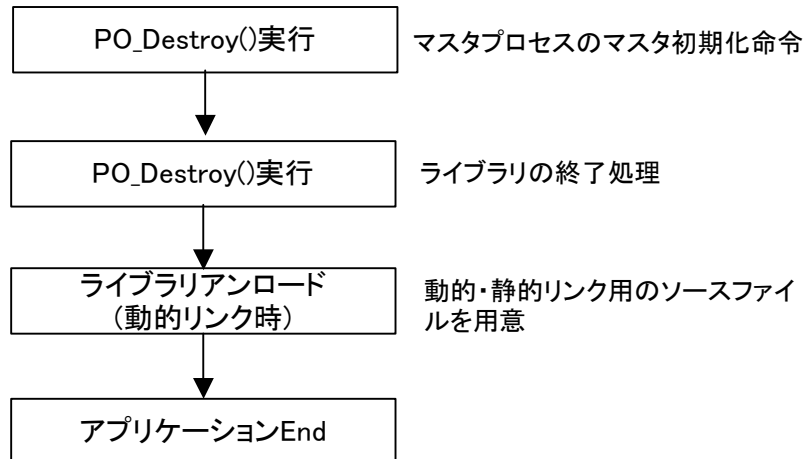 PO_Destroy()実行
マスタプロセスのマスタ初期化命令
PO_Destroy()実行
ライブラリの終了処理
ライブラリアンロード
(動的リンク時)
動的・静的リンク用のソースファイ
ルを用意
アプリケーションEnd